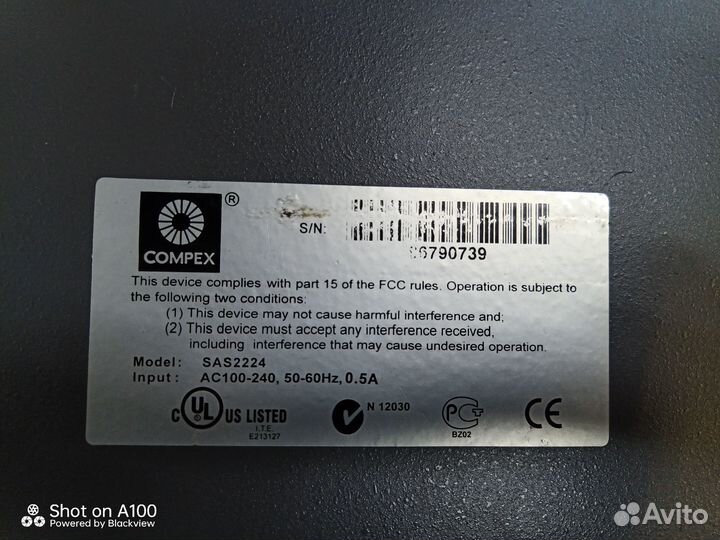 COMPEX
®
S/N:
6790739
This device complies with part 15 of the FCC rules. Operation is subject to
the following two conditions:
(1) This device may not cause harmful interference and;
(2) This device must accept any interference received,
including interference that may cause undesired operation.
Model: SAS2224
Input: AC100-240, 50-60Hz, 0.5A
C UL ® US LISTED
I.T.E.
E213127
N 12030
PCT
BZ02
CE
Shot on A100
Powered by Blackview
Avito